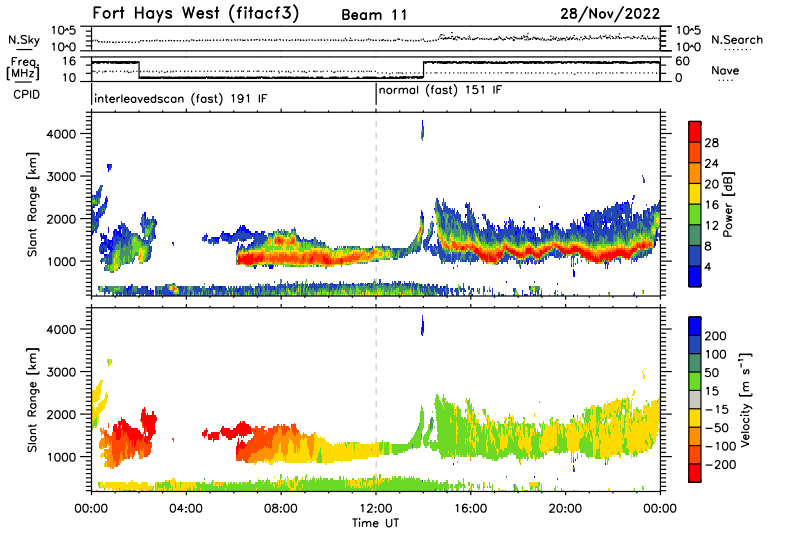 Fort Hays West (fitacf3) Beam 11 28/Nov/2022
N.Sky 10^5 10^0 10^5 10^0 N.Search
Freq. [MHz] 16 10 60 0 Nave
CPID interleavedscan (fast) 191 IF normal (fast) 151 IF
Slant Range [km]
4000
3000
2000
1000
28
24
20
16
12
8
4
Power [dB]
Slant Range [km]
4000
3000
2000
1000
200
100
50
15
-15
-50
-100
-200
Velocity [m s^-1]
00:00 04:00 08:00 12:00 16:00 20:00 00:00
Time UT